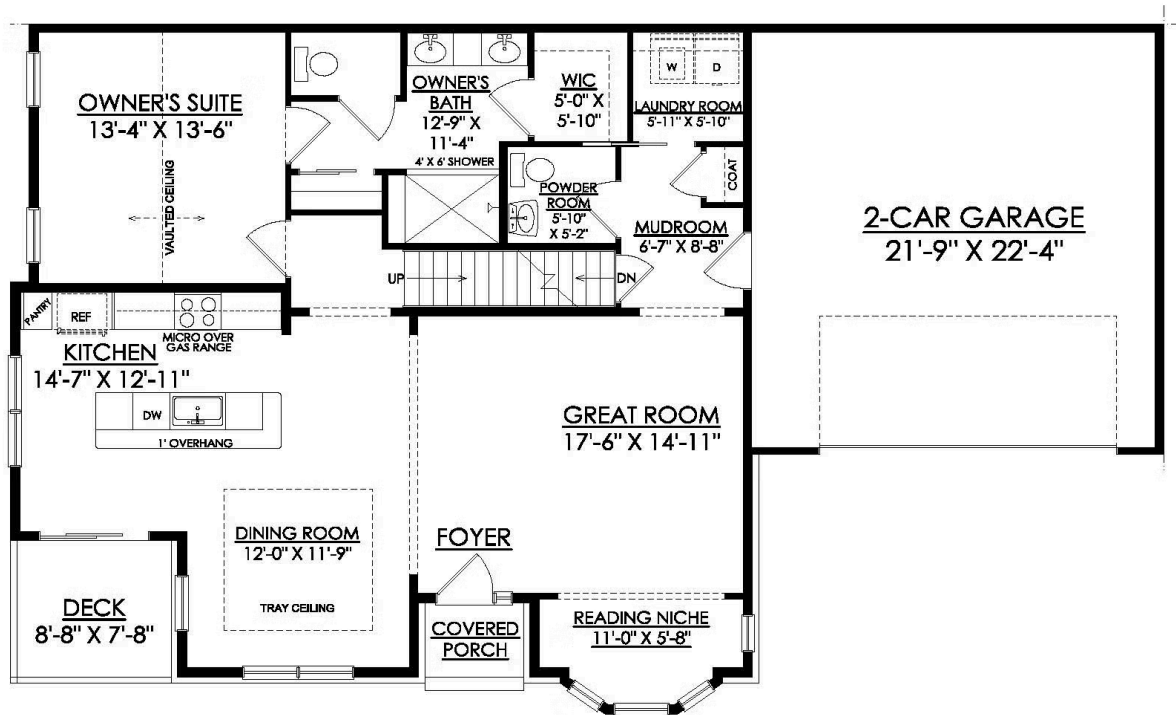 OWNER'S SUITE
13'-4" X 13'-6"
VAULTED CEILING
OWNER'S
BATH
12'-9" X
11'-4"
4' X 6' SHOWER
WIC
5'-0" X
5'-10"
W
D
LAUNDRY ROOM
5'-11" X 5'-10"
COAT
POWDER
ROOM
5'-10"
X 5'-2"
MUDROOM
6'-7" X 8'-8"
UP
DN
2-CAR GARAGE
21'-9" X 22'-4"
PANTRY
REF
MICRO OVER
GAS RANGE
KITCHEN
14'-7" X 12'-11"
DW
1' OVERHANG
GREAT ROOM
17'-6" X 14'-11"
DINING ROOM
12'-0" X 11'-9"
TRAY CEILING
FOYER
DECK
8'-8" X 7'-8"
COVERED
PORCH
READING NICHE
11'-0" X 5'-8"